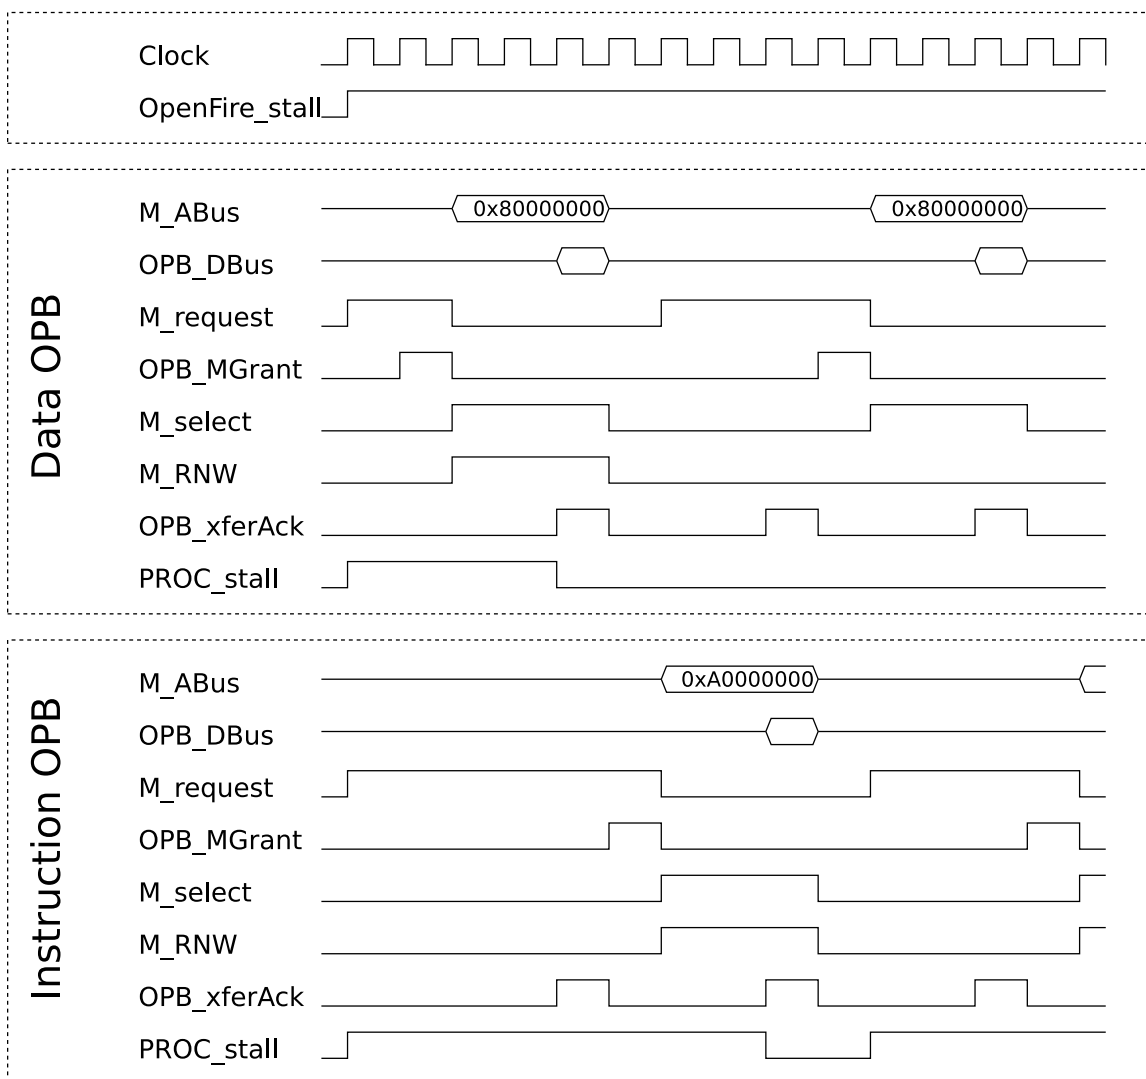 Clock
OpenFire_stall
Data OPB
M_ABus 0x80000000 0x80000000
OPB_DBus
M_request
OPB_MGrant
M_select
M_RNW
OPB_xferAck
PROC_stall
Instruction OPB
M_ABus 0xA0000000
OPB_DBus
M_request
OPB_MGrant
M_select
M_RNW
OPB_xferAck
PROC_stall